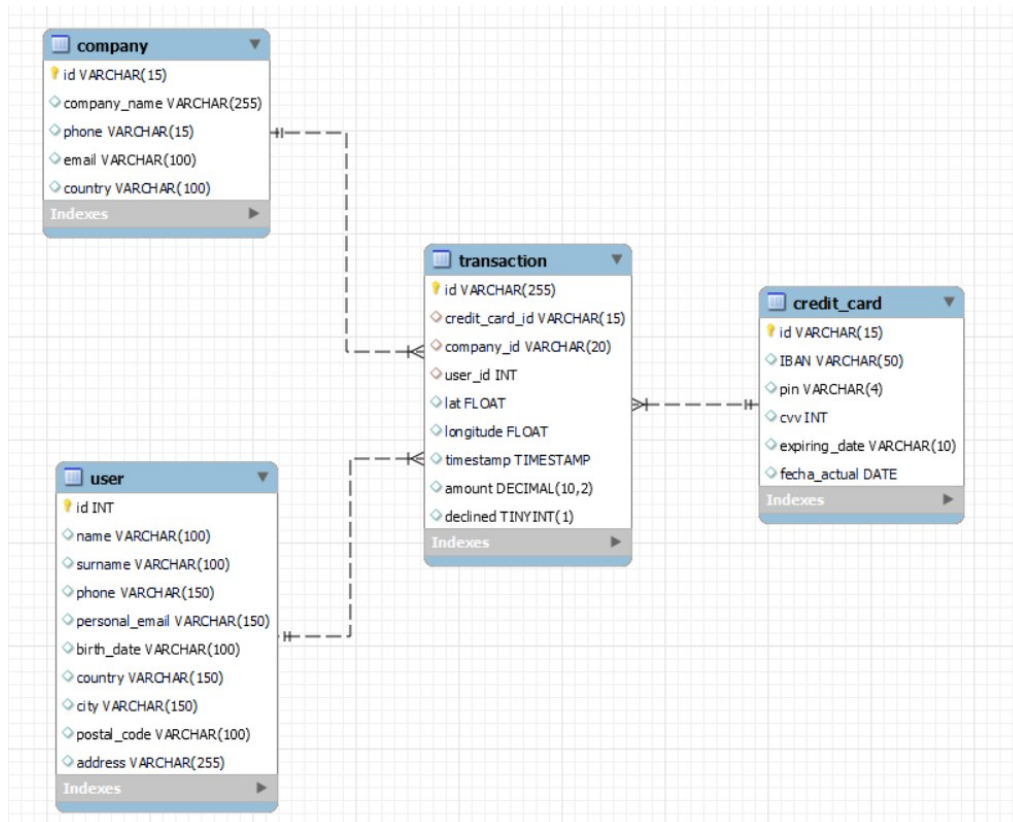 company
id VARCHAR(15)
company_name VARCHAR(255)
phone VARCHAR(15)
email VARCHAR(100)
country VARCHAR(100)
Indexes
transaction
id VARCHAR(255)
credit_card_id VARCHAR(15)
company_id VARCHAR(20)
user_id INT
lat FLOAT
longitude FLOAT
timestamp TIMESTAMP
amount DECIMAL(10,2)
declined TINYINT(1)
Indexes
credit_card
id VARCHAR(15)
IBAN VARCHAR(50)
pin VARCHAR(4)
cvv INT
expiring_date VARCHAR(10)
fecha_actual DATE
Indexes
user
id INT
name VARCHAR(100)
surname VARCHAR(100)
phone VARCHAR(150)
personal_email VARCHAR(150)
birth_date VARCHAR(100)
country VARCHAR(150)
city VARCHAR(150)
postal_code VARCHAR(100)
address VARCHAR(255)
Indexes